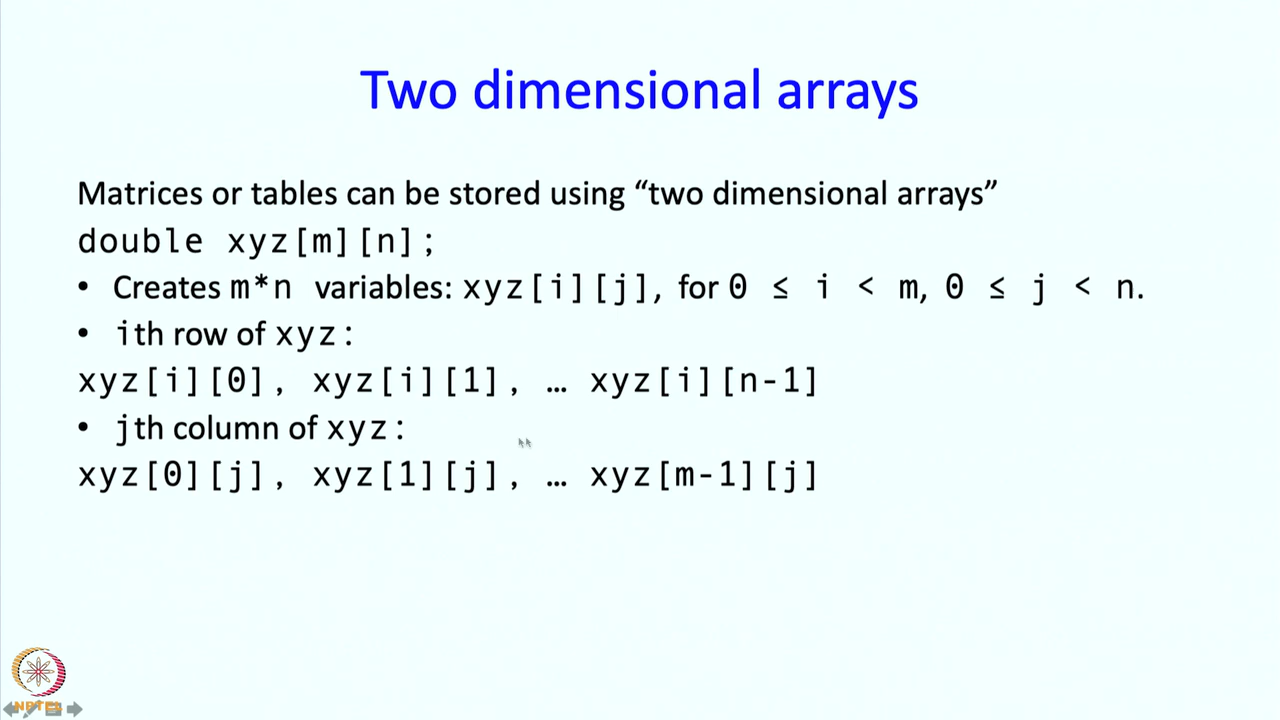 Two dimensional arrays
Matrices or tables can be stored using “two dimensional arrays”
double xyz[m][n];
• Creates m*n variables: xyz[i][j], for 0 ≤ i < m, 0 ≤ j < n.
• ith row of xyz:
xyz[i][0], xyz[i][1], … xyz[i][n-1]
• jth column of xyz:
xyz[0][j], xyz[1][j], … xyz[m-1][j]
NPTEL